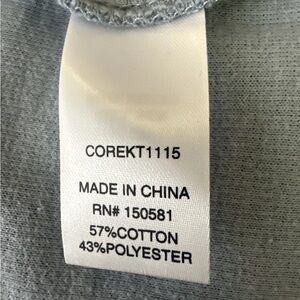 COREKT1115
MADE IN CHINA
RN# 150581
57%COTTON
43%POLYESTER